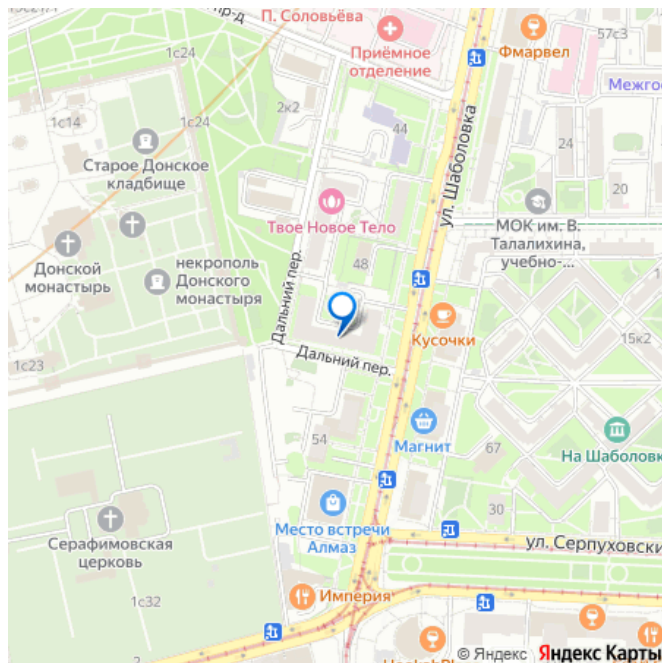 П. Соловьёва
1с24
Приёмное
отделение
Фмарвел
57с3
Межгос
2к2
1с14
1с24
44
Старое Донское
кладбище
ул. Шаболовка
24
20
Твое Новое Тело
МОК им. В.
Талалихина,
учебно-...
Донской
монастырь
некрополь
Донского
монастыря
Дальний пер.
48
Кусочки
15к2
1с23
Дальний пер.
Магнит
54
67
На Шаболовк
30
Место встречи
Алмаз
Серафимовская
церковь
ул. Серпуховски
1с32
Империя
© Яндекс Яндекс Карты